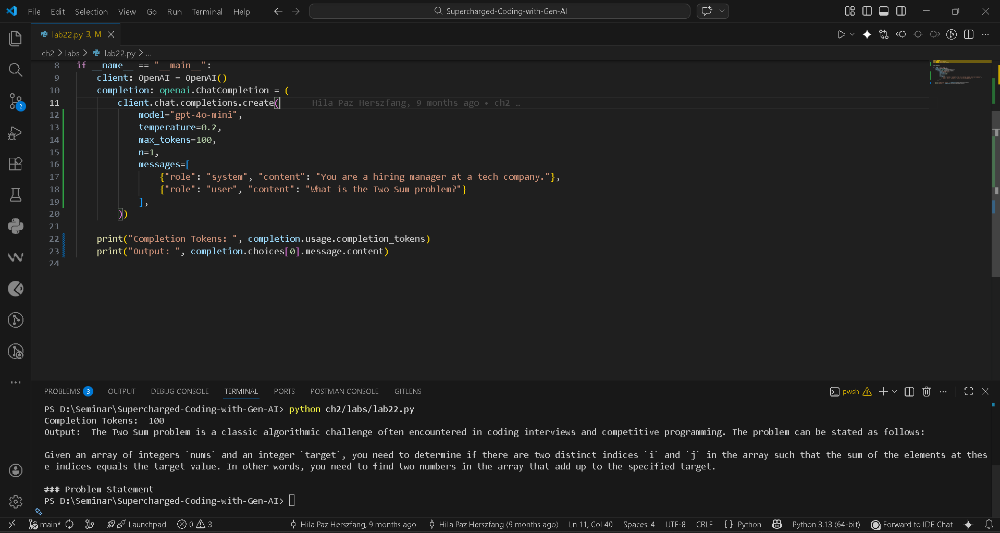 File Edit Selection View Go Run Terminal Help
Supercharged-Coding-with-Gen-AI
lab22.py 3, M
ch2 > labs > lab22.py > ...
8 if __name__ == "__main__":
9 client: OpenAI = OpenAI()
10 completion: openai.ChatCompletion = (
11 client.chat.completions.create( Hila Paz Herszfang, 9 months ago • ch2 …
12 model="gpt-4o-mini",
13 temperature=0.2,
14 max_tokens=100,
15 n=1,
16 messages=[
17 {"role": "system", "content": "You are a hiring manager at a tech company."},
18 {"role": "user", "content": "What is the Two Sum problem?"}
19 ],
20 ))
21
22 print("Completion Tokens: ", completion.usage.completion_tokens)
23 print("Output: ", completion.choices[0].message.content)
24
2
PROBLEMS 3 OUTPUT DEBUG CONSOLE TERMINAL PORTS POSTMAN CONSOLE GITLENS
pwsh
PS D:\Seminar\Supercharged-Coding-with-Gen-AI> python ch2/labs/lab22.py
Completion Tokens:  100
Output:  The Two Sum problem is a classic algorithmic challenge often encountered in coding interviews and competitive programming. The problem can be stated as follows:
Given an array of integers `nums` and an integer `target`, you need to determine if there are two distinct indices `i` and `j` in the array such that the sum of the elements at thes
e indices equals the target value. In other words, you need to find two numbers in the array that add up to the specified target.
### Problem Statement
PS D:\Seminar\Supercharged-Coding-with-Gen-AI>
main* Launchpad 0 3 Hila Paz Herszfang, 9 months ago Hila Paz Herszfang (9 months ago) Ln 11, Col 40 Spaces: 4 UTF-8 CRLF { } Python Python 3.13 (64-bit) Forward to IDE Chat